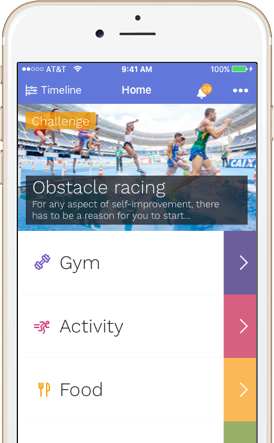 AT&T 9:41 AM 100%
Timeline Home
Challenge
CAIXA
Obstacle racing
For any aspect of self-improvement, there
has to be a reason for you to start...
Gym
Activity
Food